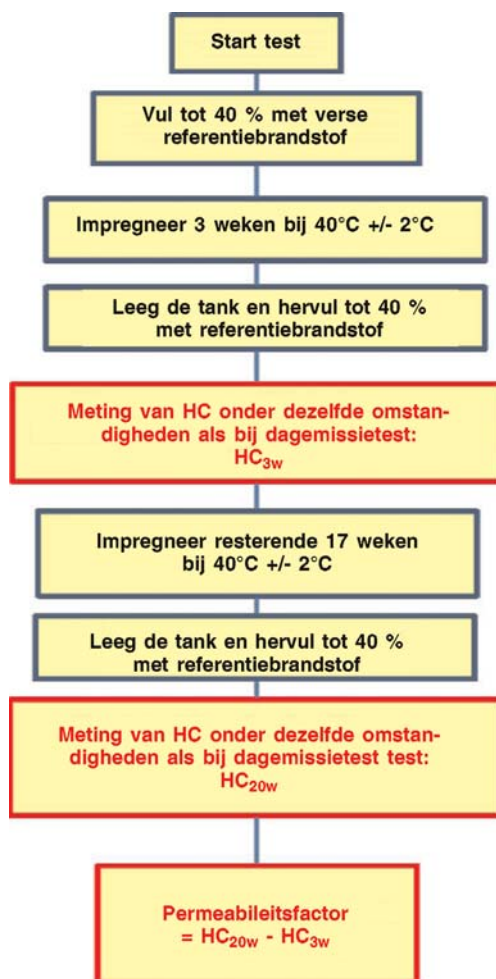 Start test
Vul tot 40 % met verse
referentiebrandstof
Impregneer 3 weken bij 40°C +/- 2°C
Leeg de tank en hervul tot 40 %
met referentiebrandstof
Meting van HC onder dezelfde omstan-
digheden als bij dagemissietest:
HC3w
Impregneer resterende 17 weken
bij 40°C +/- 2°C
Leeg de tank en hervul tot 40 %
met referentiebrandstof
Meting van HC onder dezelfde omstan-
digheden als bij dagemissietest test:
HC20w
Permeabileitsfactor
= HC20w - HC3w